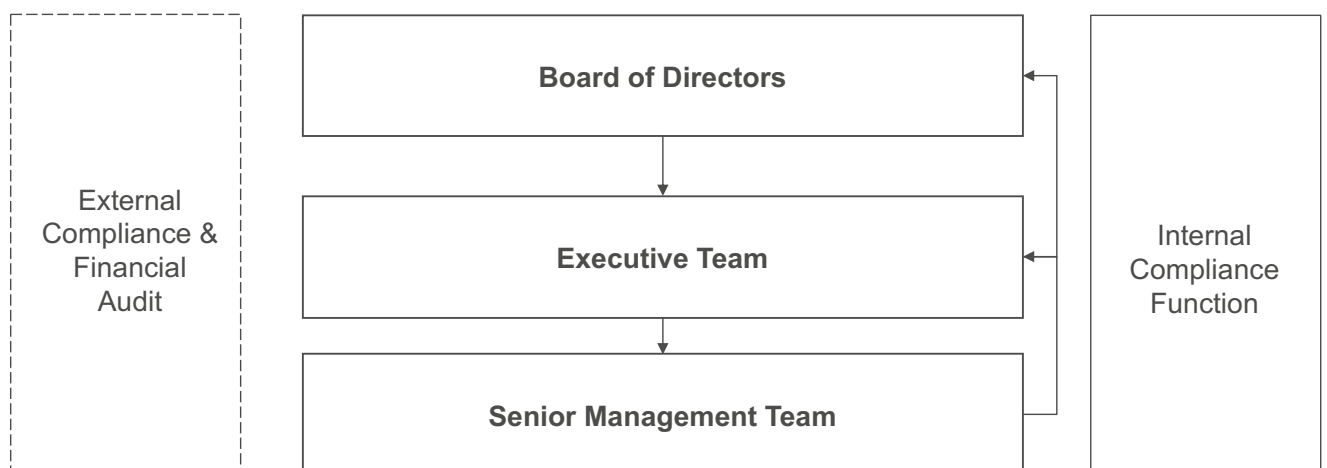 Board of Directors
External
Compliance &
Financial
Audit
Executive Team
Internal
Compliance
Function
Senior Management Team